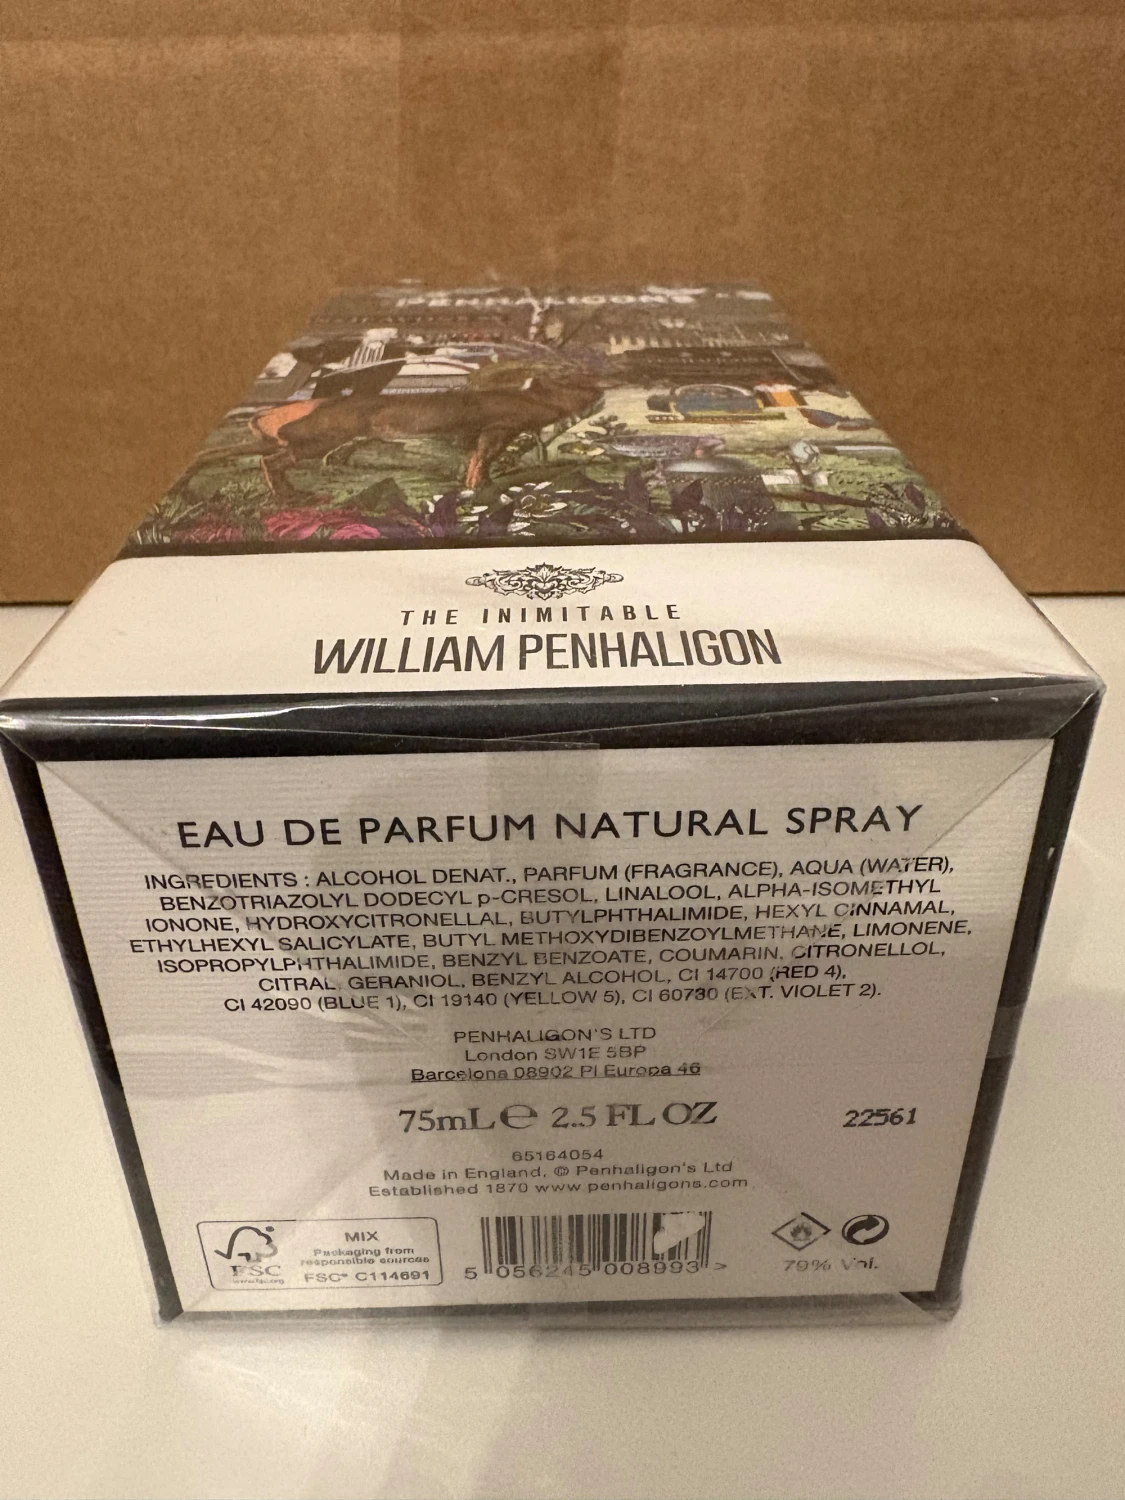 PENHALIGON'S
THE INIMITABLE
WILLIAM PENHALIGON
EAU DE PARFUM NATURAL SPRAY
INGREDIENTS : ALCOHOL DENAT., PARFUM (FRAGRANCE), AQUA (WATER),
BENZOTRIAZOLYL DODECYL p-CRESOL, LINALOOL, ALPHA-ISOMETHYL
IONONE, HYDROXYCITRONELLAL, BUTYLPHTHALIMIDE, HEXYL CINNAMAL,
ETHYLHEXYL SALICYLATE, BUTYL METHOXYDIBENZOYLMETHANE, LIMONENE,
ISOPROPYLPHTHALIMIDE, BENZYL BENZOATE, COUMARIN, CITRONELLOL,
CITRAL, GERANIOL, BENZYL ALCOHOL, CI 14700 (RED 4),
CI 42090 (BLUE 1), CI 19140 (YELLOW 5), CI 60730 (EXT. VIOLET 2).
PENHALIGON'S LTD
London SW1E 5BP
Barcelona 08902 Pl Europa 46
75mL ℮ 2.5 FL OZ
22561
65164054
Made in England, © Penhaligon's Ltd
Established 1870 www penhaligons.com
FSC
www.fsc.org
MIX
Packaging from
responsible sources
FSC® C114691
5 056245 008993 >
79% Vol.